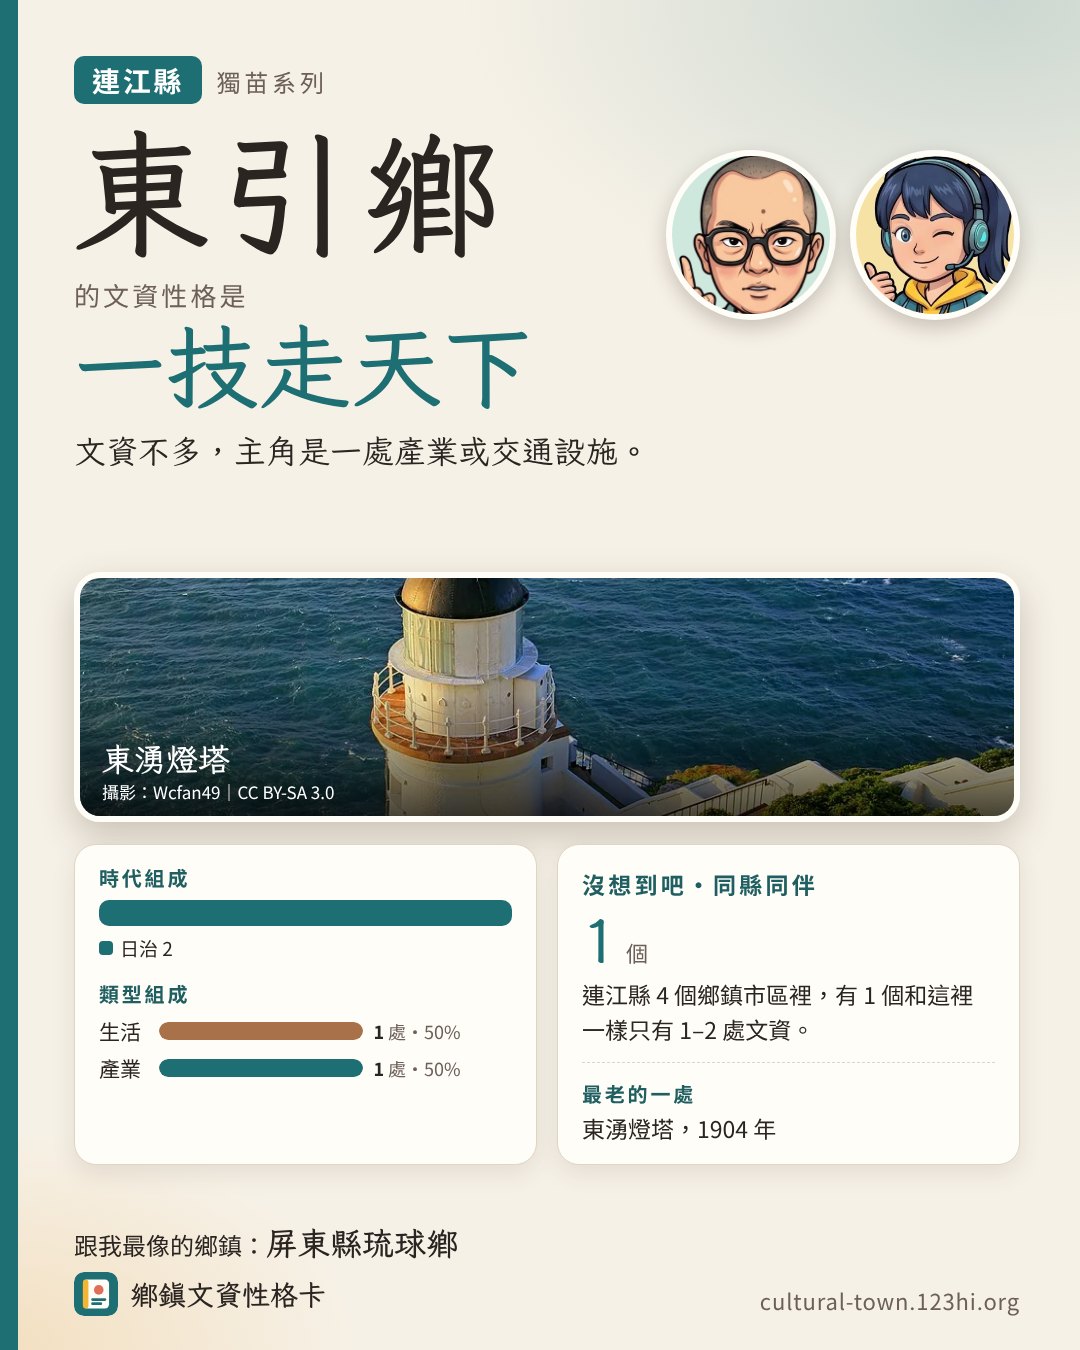 連江縣 獨苗系列
東引鄉
的文資性格是
一技走天下
文資不多，主角是一處產業或交通設施。
東湧燈塔
攝影：Wcfan49｜CC BY-SA 3.0
時代組成
日治 2
類型組成
生活 1 處・50%
產業 1 處・50%
沒想到吧・同縣同伴
1 個
連江縣 4 個鄉鎮市區裡，有 1 個和這裡
一樣只有 1–2 處文資。
最老的一處
東湧燈塔，1904 年
跟我最像的鄉鎮：屏東縣琉球鄉
鄉鎮文資性格卡
cultural-town.123hi.org